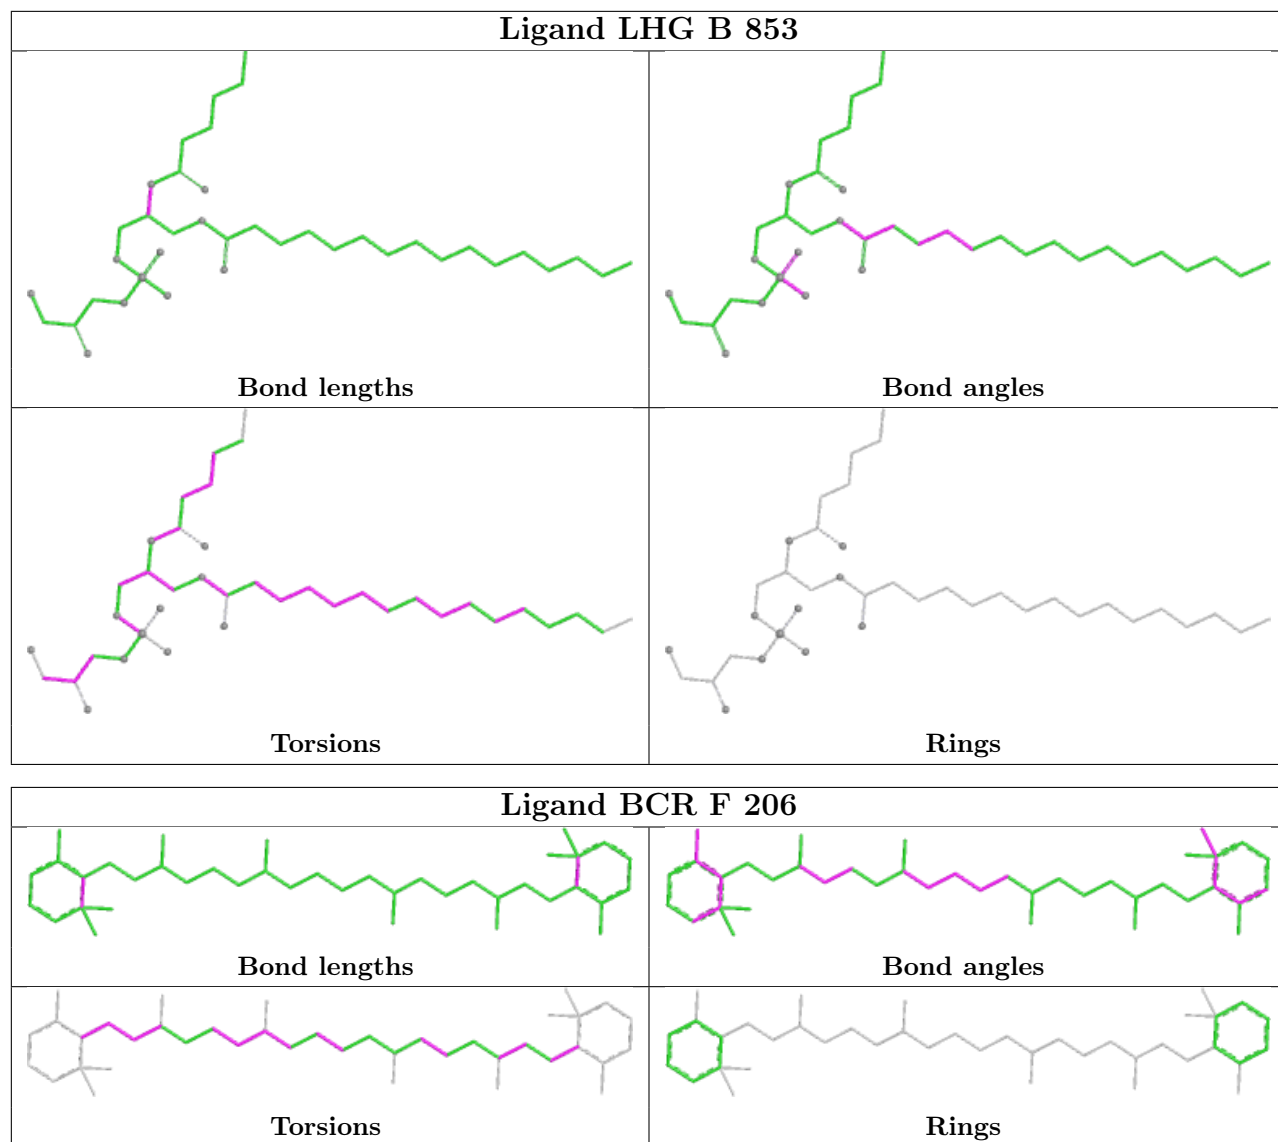 Ligand LHG B 853
Bond lengths
Bond angles
Torsions
Rings
Ligand BCR F 206
Bond lengths
Bond angles
Torsions
Rings